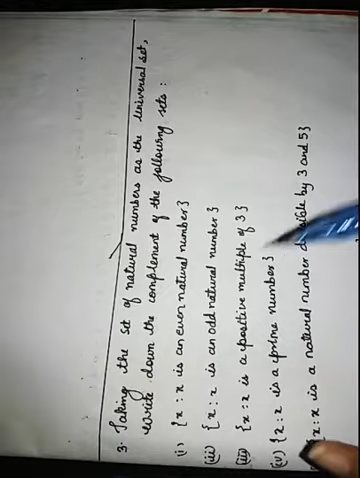 3. Taking the set of natural numbers as the universal set,
write down the complement of the following sets :
(i) {x : x is an even natural number}
(ii) {x : x is an odd natural number}
(iii) {x : x is a positive multiple of 3}
(iv) {x : x is a prime number}
x : x is a natural number by 3 and 5}